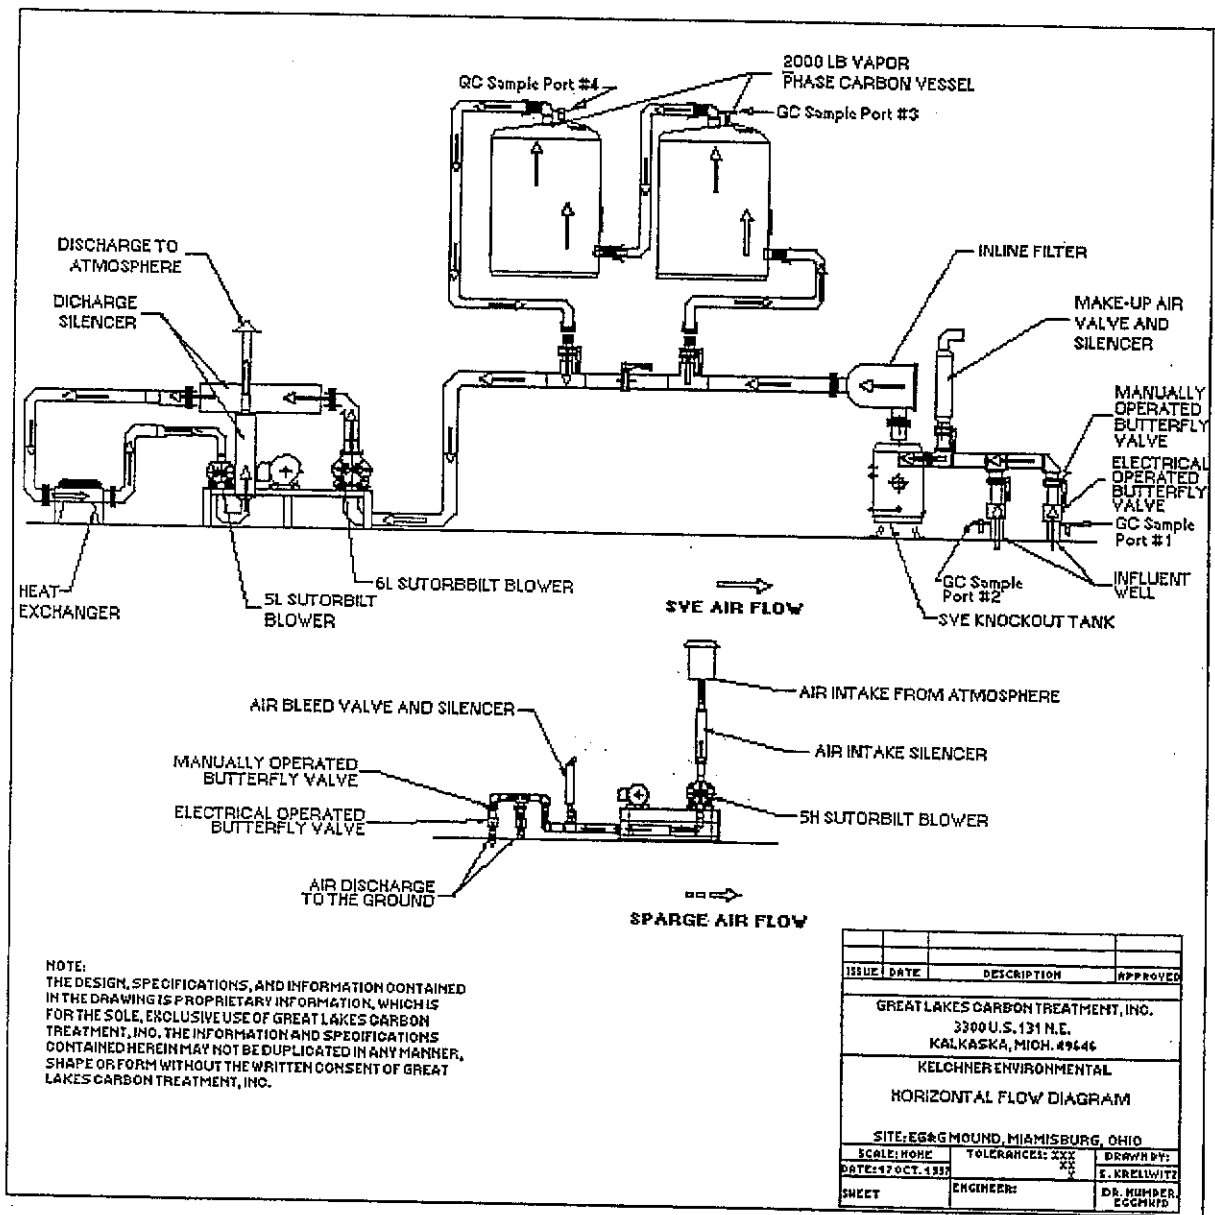 2000 LB VAPOR
PHASE CARBON VESSEL
GC Sample Port #4
GC Sample Port #3
DISCHARGE TO
ATMOSPHERE
INLINE FILTER
DICHARGE
SILENCER
MAKE-UP AIR
VALVE AND
SILENCER
MANUALLY
OPERATED
BUTTERFLY
VALVE
ELECTRICAL
OPERATED
BUTTERFLY
VALVE
GC Sample
Port #1
HEAT
EXCHANGER
5L SUTORBILT
BLOWER
6L SUTORBBILT BLOWER
SVE AIR FLOW
GC Sample
Port #2
INFLUENT
WELL
SVE KNOCKOUT TANK
AIR INTAKE FROM ATMOSPHERE
AIR BLEED VALVE AND SILENCER
AIR INTAKE SILENCER
MANUALLY OPERATED
BUTTERFLY VALVE
ELECTRICAL OPERATED
BUTTERFLY VALVE
5H SUTORBILT BLOWER
AIR DISCHARGE
TO THE GROUND
SPARGE AIR FLOW
NOTE:
THE DESIGN, SPECIFICATIONS, AND INFORMATION CONTAINED
IN THE DRAWING IS PROPRIETARY INFORMATION, WHICH IS
FOR THE SOLE, EXCLUSIVE USE OF GREAT LAKES CARBON
TREATMENT, INC. THE INFORMATION AND SPECIFICATIONS
CONTAINED HEREIN MAY NOT BE DUPLICATED IN ANY MANNER,
SHAPE OR FORM WITHOUT THE WRITTEN CONSENT OF GREAT
LAKES CARBON TREATMENT, INC.
ISSUE DATE DESCRIPTION APPROVED
GREAT LAKES CARBON TREATMENT, INC.
3300 U.S. 131 N.E.
KALKASKA, MICH. 49646
KELCHNER ENVIRONMENTAL
HORIZONTAL FLOW DIAGRAM
SITE: EG&G MOUND, MIAMISBURG, OHIO
SCALE: NONE TOLERANCES: XXX DRAWN BY:
XX
DATE: 17 OCT. 1997 X S. KRELLWITZ
SHEET ENGINEER: DR. NUMBER